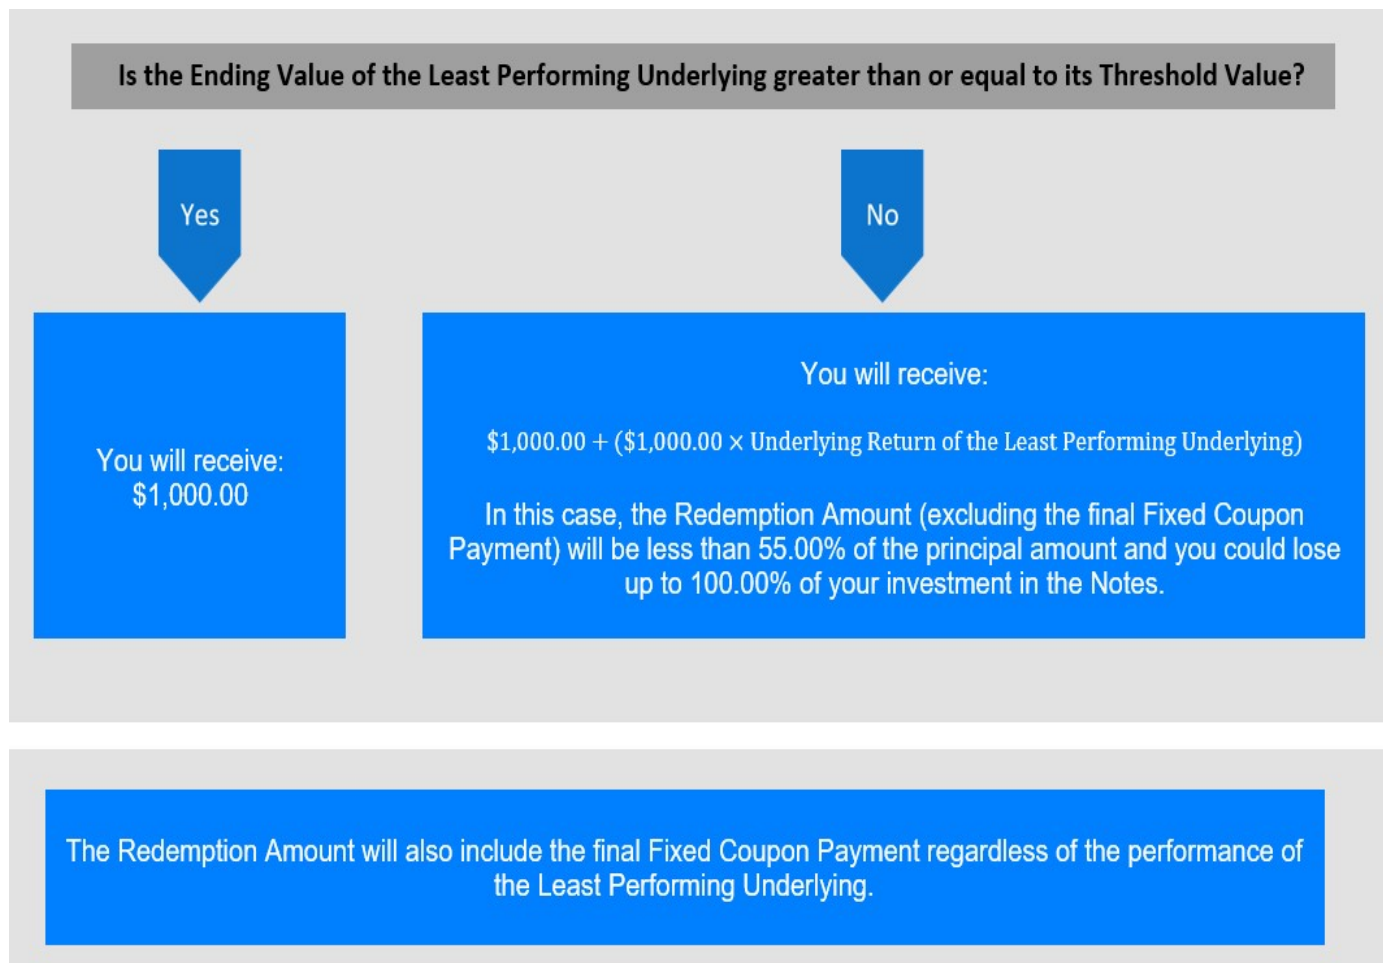 Is the Ending Value of the Least Performing Underlying greater than or equal to its Threshold Value?
Yes
No
You will receive:
$1,000.00
You will receive:
$1,000.00 + ($1,000.00 × Underlying Return of the Least Performing Underlying)
In this case, the Redemption Amount (excluding the final Fixed Coupon
Payment) will be less than 55.00% of the principal amount and you could lose
up to 100.00% of your investment in the Notes.
The Redemption Amount will also include the final Fixed Coupon Payment regardless of the performance of
the Least Performing Underlying.